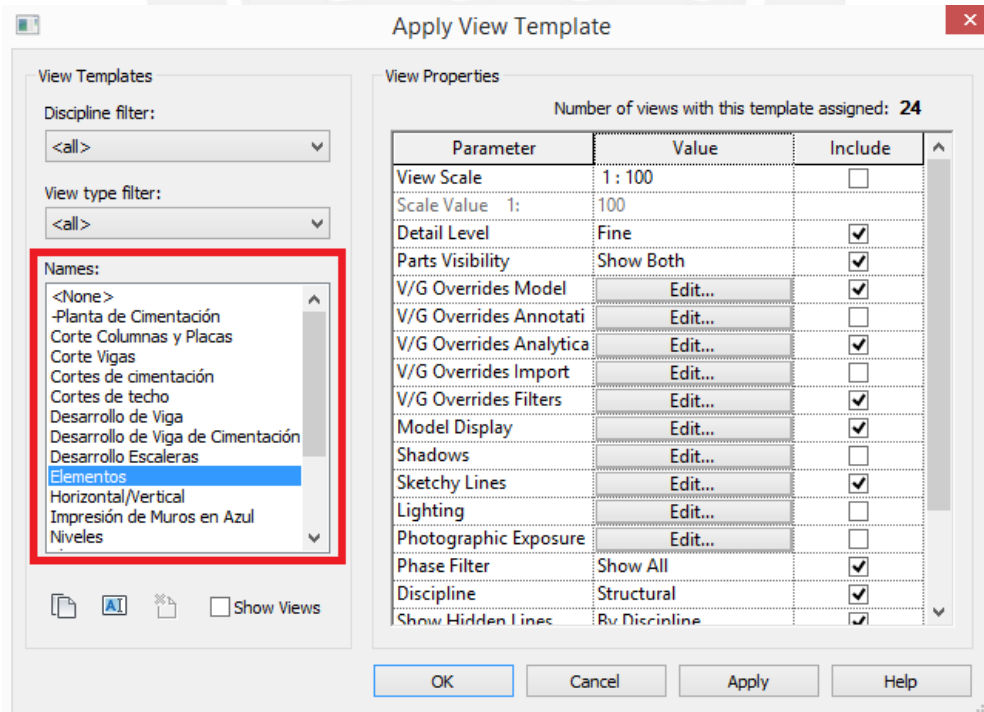 Apply View Template
View Templates
Discipline filter:
<all>
View type filter:
<all>
Names:
<None>
-Planta de Cimentación
Corte Columnas y Placas
Corte Vigas
Cortes de cimentación
Cortes de techo
Desarrollo de Viga
Desarrollo de Viga de Cimentación
Desarrollo Escaleras
Elementos
Horizontal/Vertical
Impresión de Muros en Azul
Niveles
Show Views
View Properties
Number of views with this template assigned: 24
Parameter Value Include
View Scale 1 : 100
Scale Value 1: 100
Detail Level Fine
Parts Visibility Show Both
V/G Overrides Model Edit...
V/G Overrides Annotati Edit...
V/G Overrides Analytica Edit...
V/G Overrides Import Edit...
V/G Overrides Filters Edit...
Model Display Edit...
Shadows Edit...
Sketchy Lines Edit...
Lighting Edit...
Photographic Exposure Edit...
Phase Filter Show All
Discipline Structural
Show Hidden Lines By Discipline
OK Cancel Apply Help